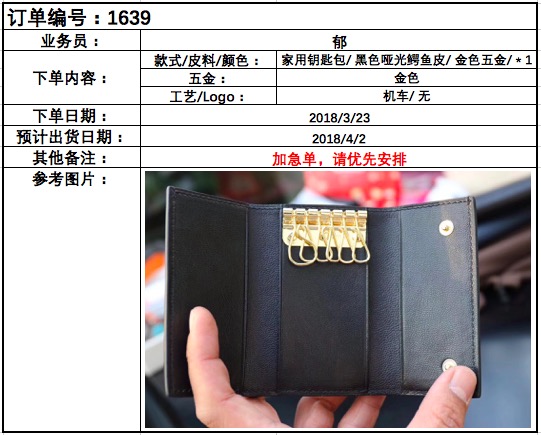 订单编号：1639
业务员： 郁
下单内容： 款式/皮料/颜色： 家用钥匙包/ 黑色哑光鳄鱼皮/ 金色五金/ * 1
五金： 金色
工艺/Logo： 机车/ 无
下单日期： 2018/3/23
预计出货日期： 2018/4/2
其他备注： 加急单，请优先安排
参考图片：